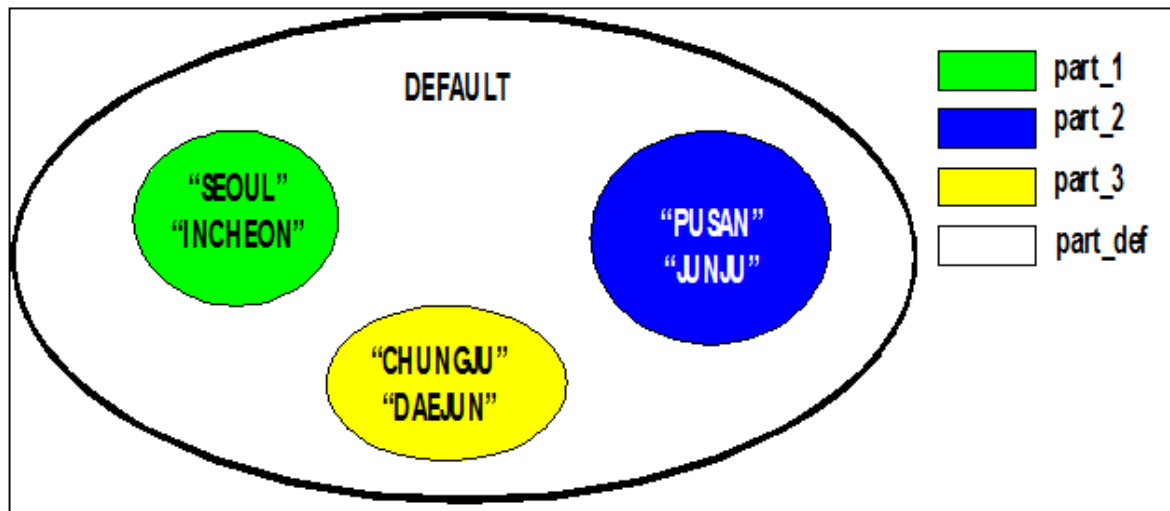 DEFAULT
“SEOUL”
“INCHEON”
“PUSAN”
“JUNJU”
“CHUNGJU”
“DAEJUN”
part_1
part_2
part_3
part_def